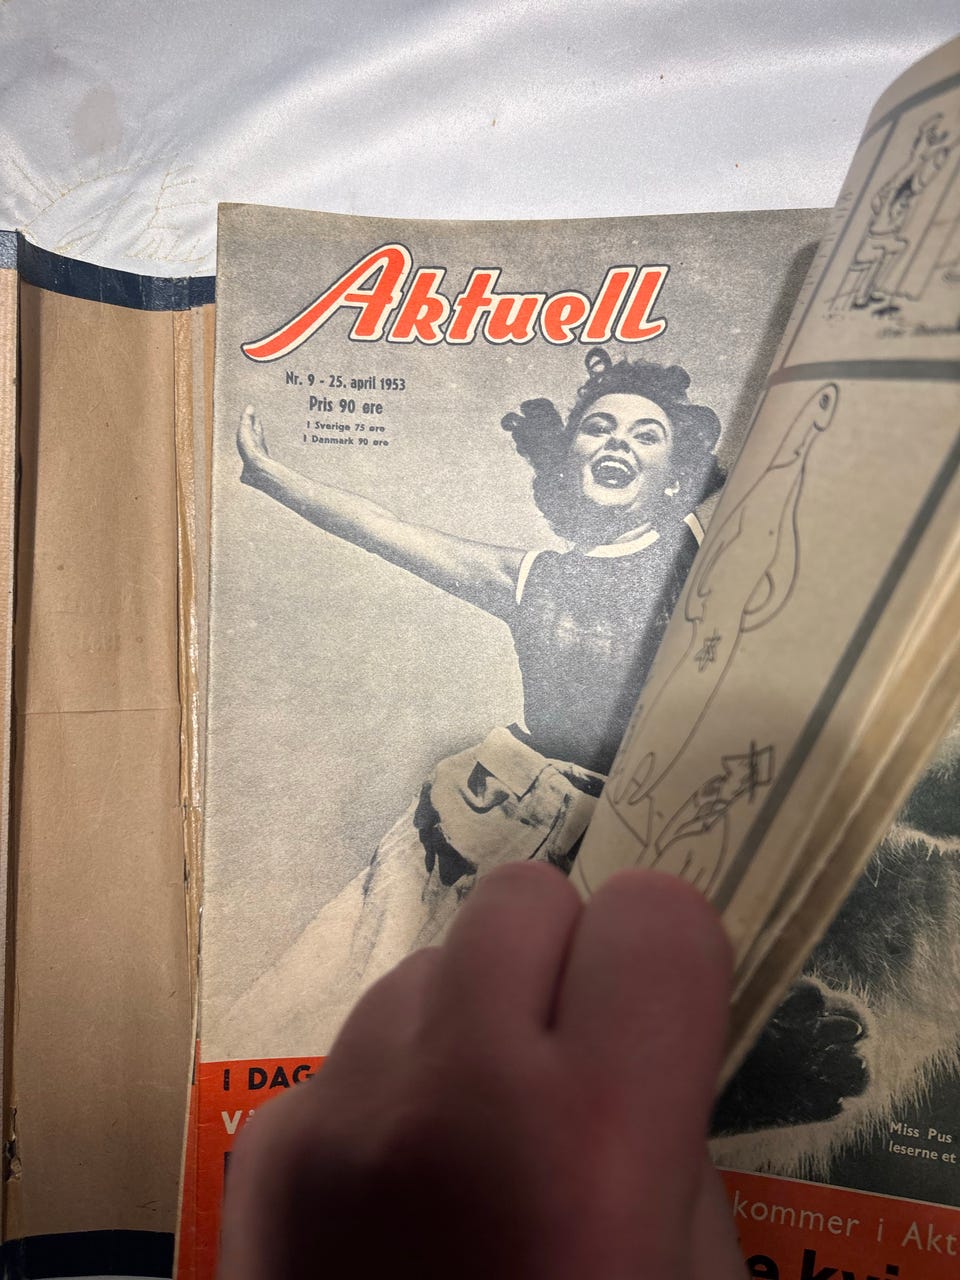 Aktuell
Nr. 9 - 25. april 1953
Pris 90 øre
I Sverige 75 øre
I Danmark 90 øre
I DAG
Miss Pus
leserne et
kommer i Akt